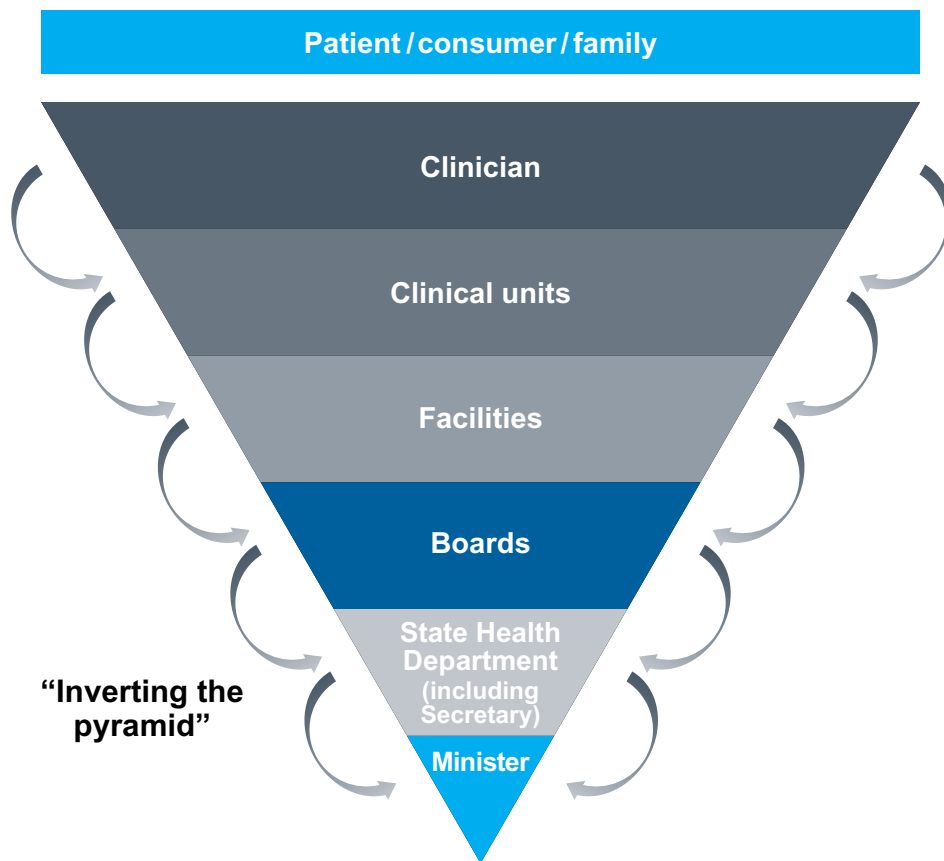 Patient / consumer / family
Clinician
Clinical units
Facilities
Boards
State Health
Department
(including
Secretary)
“Inverting the
pyramid”
Minister